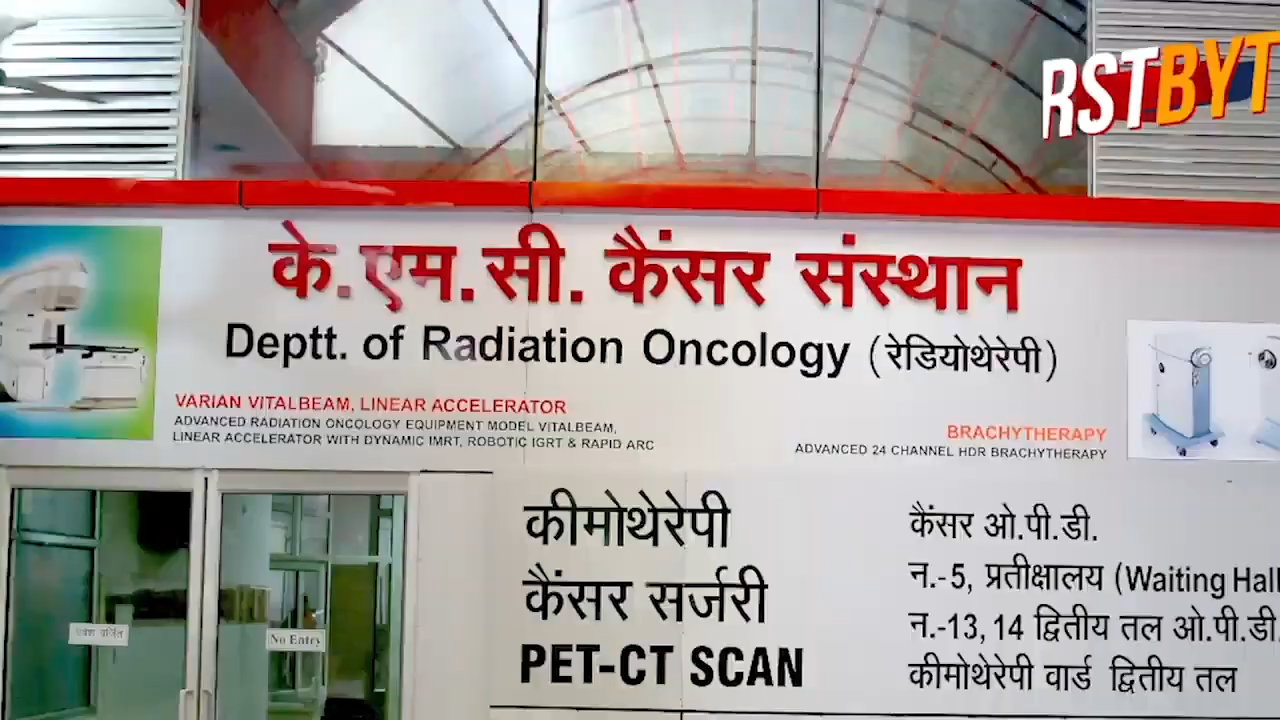 RSTBYT
के.एम.सी. कैंसर संस्थान
Deptt. of Radiation Oncology (रेडियोथेरेपी)
VARIAN VITALBEAM, LINEAR ACCELERATOR
ADVANCED RADIATION ONCOLOGY EQUIPMENT MODEL VITALBEAM,
LINEAR ACCELERATOR WITH DYNAMIC IMRT, ROBOTIC IGRT & RAPID ARC
BRACHYTHERAPY
ADVANCED 24 CHANNEL HDR BRACHYTHERAPY
कीमोथेरेपी
कैंसर सर्जरी
PET-CT SCAN
कैंसर ओ.पी.डी.
न.-5, प्रतीक्षालय (Waiting Hall
न.-13, 14 द्वितीय तल ओ.पी.डी.
कीमोथेरेपी वार्ड द्वितीय तल
प्रवेश वर्जित
No Entry